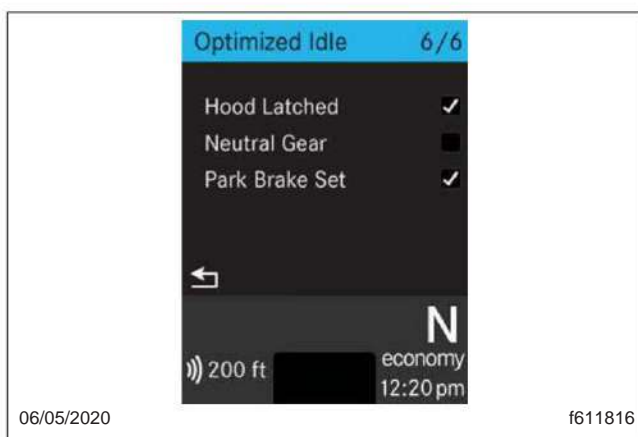 Optimized Idle 6/6
Hood Latched
Neutral Gear
Park Brake Set
N
200 ft economy
12:20 pm
06/05/2020 f611816